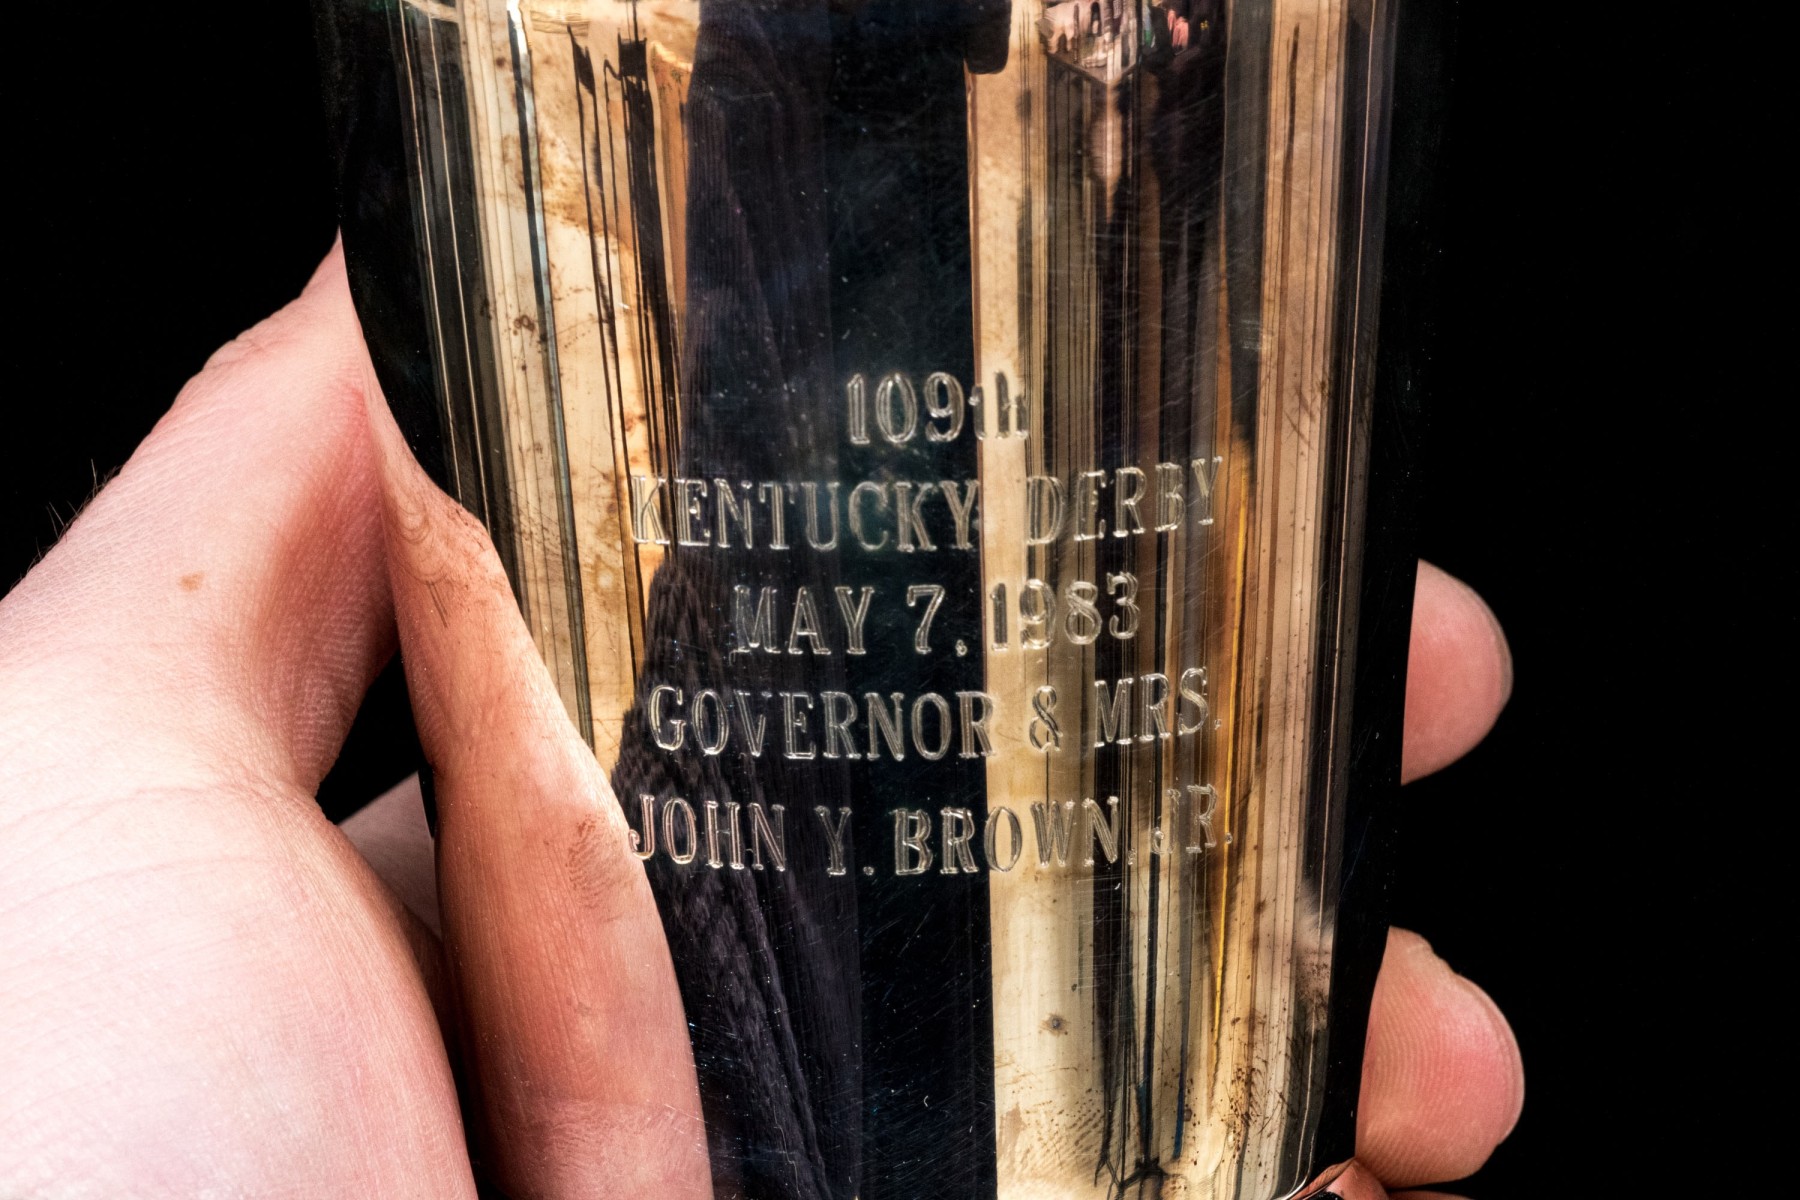 109th
KENTUCKY DERBY
MAY 7, 1983
GOVERNOR & MRS.
JOHN Y. BROWN, JR.